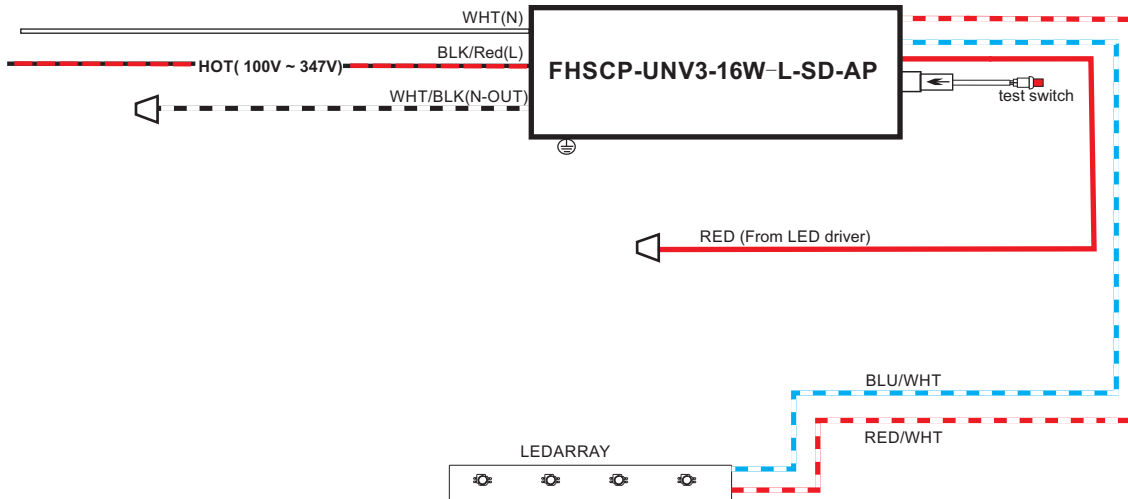 WHT(N)
BLK/Red(L)
HOT( 100V ~ 347V)
WHT/BLK(N-OUT)
FHSCP-UNV3-16W-L-SD-AP
test switch
RED (From LED driver)
BLU/WHT
RED/WHT
LEDARRAY